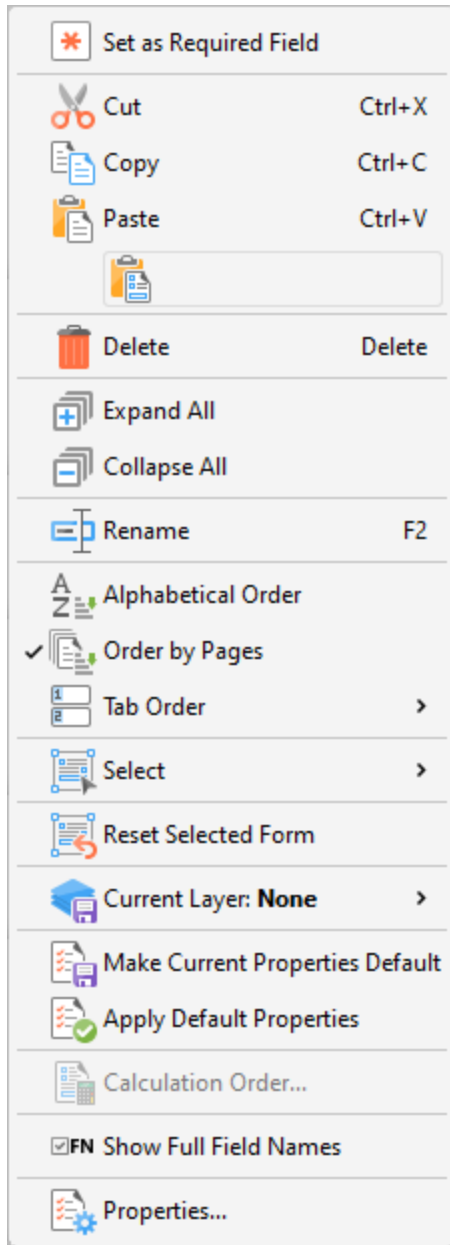 Set as Required Field
Cut Ctrl+X
Copy Ctrl+C
Paste Ctrl+V
Delete Delete
Expand All
Collapse All
Rename F2
A
Z
Alphabetical Order
Order by Pages
1
2
Tab Order
Select
Reset Selected Form
Current Layer: None
Make Current Properties Default
Apply Default Properties
Calculation Order...
FN Show Full Field Names
Properties...